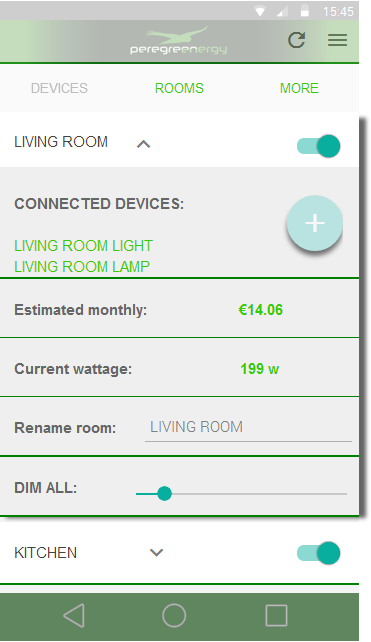 15:45
peregreenergy
DEVICES ROOMS MORE
LIVING ROOM
CONNECTED DEVICES:
LIVING ROOM LIGHT
LIVING ROOM LAMP
Estimated monthly: €14.06
Current wattage: 199 w
Rename room: LIVING ROOM
DIM ALL:
KITCHEN